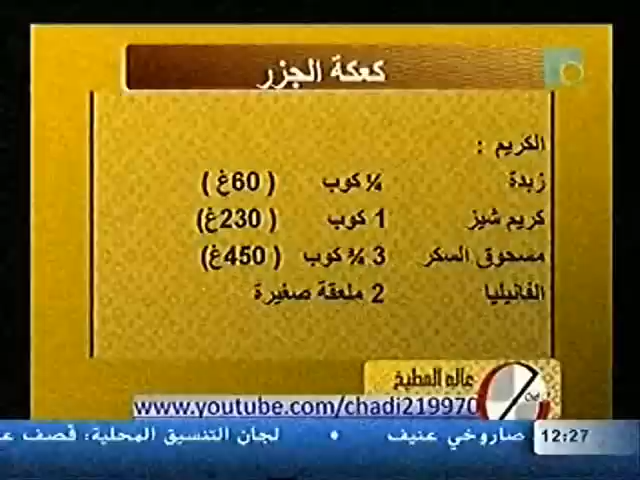 كعكة الجزر
الكريم :
زبدة ¼ كوب ( 60غ )
كريم شيز 1 كوب ( 230غ)
مسحوق السكر 3 ¾ كوب ( 450غ)
الفانيليا 2 ملعقة صغيرة
عالم المطبخ
www.youtube.com/chadi219970
12:27 صاروخي عنيف • لجان التنسيق المحلية: قصف